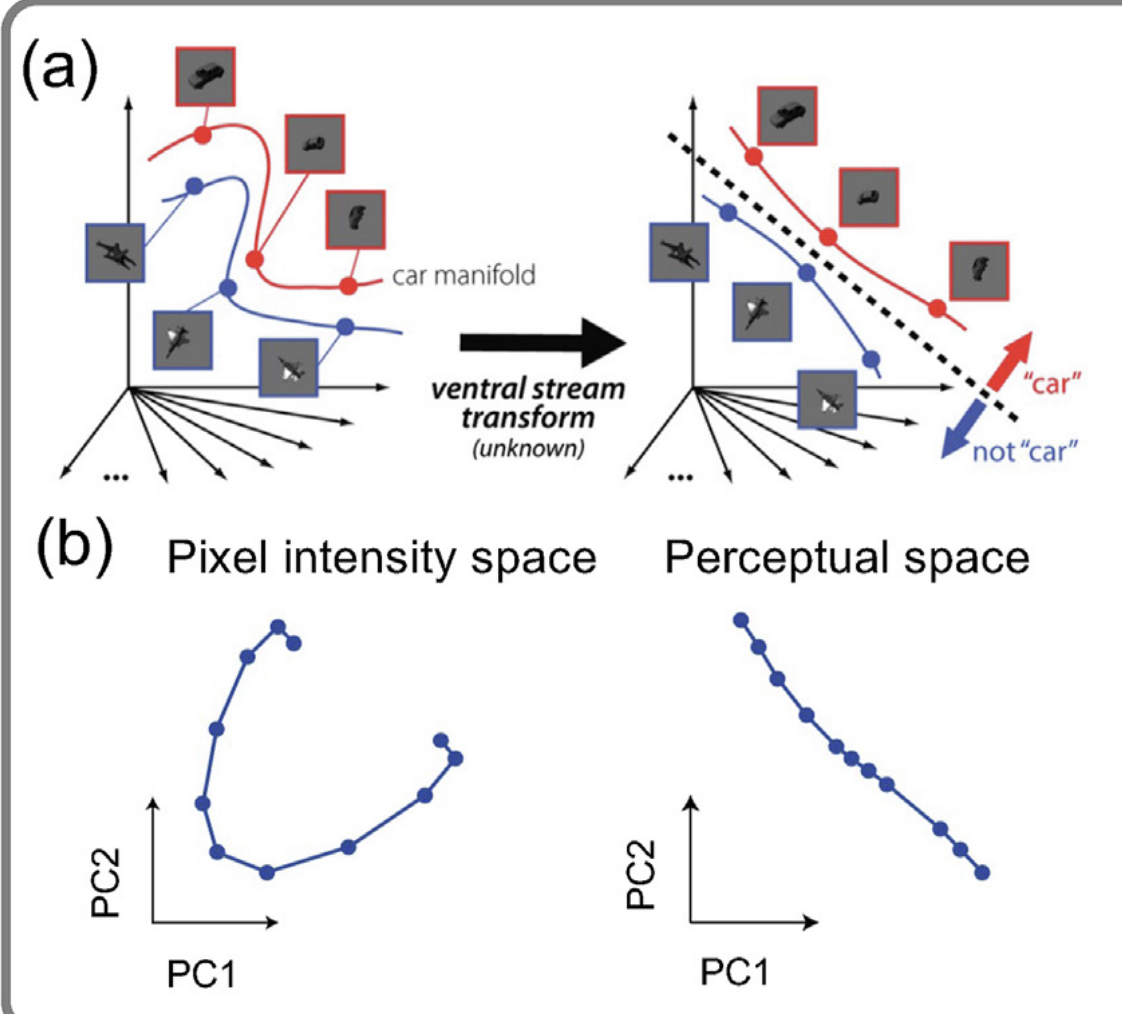 (a)
car manifold
ventral stream
transform
(unknown)
...
...
"car"
not "car"
(b)
Pixel intensity space
Perceptual space
PC2
PC1
PC2
PC1